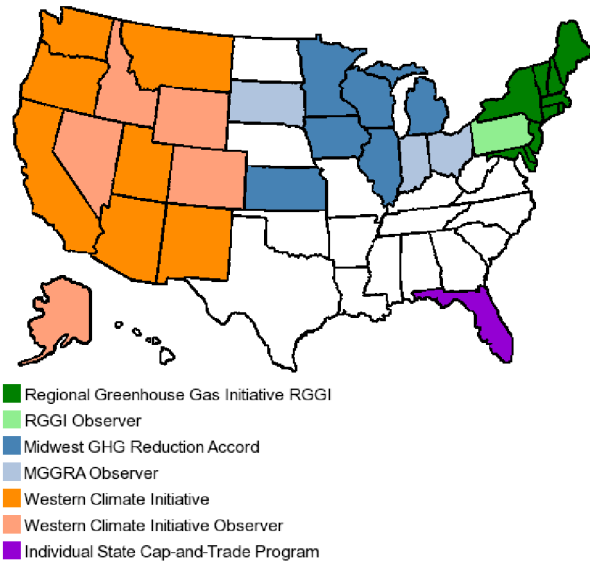 Regional Greenhouse Gas Initiative RGGI
RGGI Observer
Midwest GHG Reduction Accord
MGGRA Observer
Western Climate Initiative
Western Climate Initiative Observer
Individual State Cap-and-Trade Program